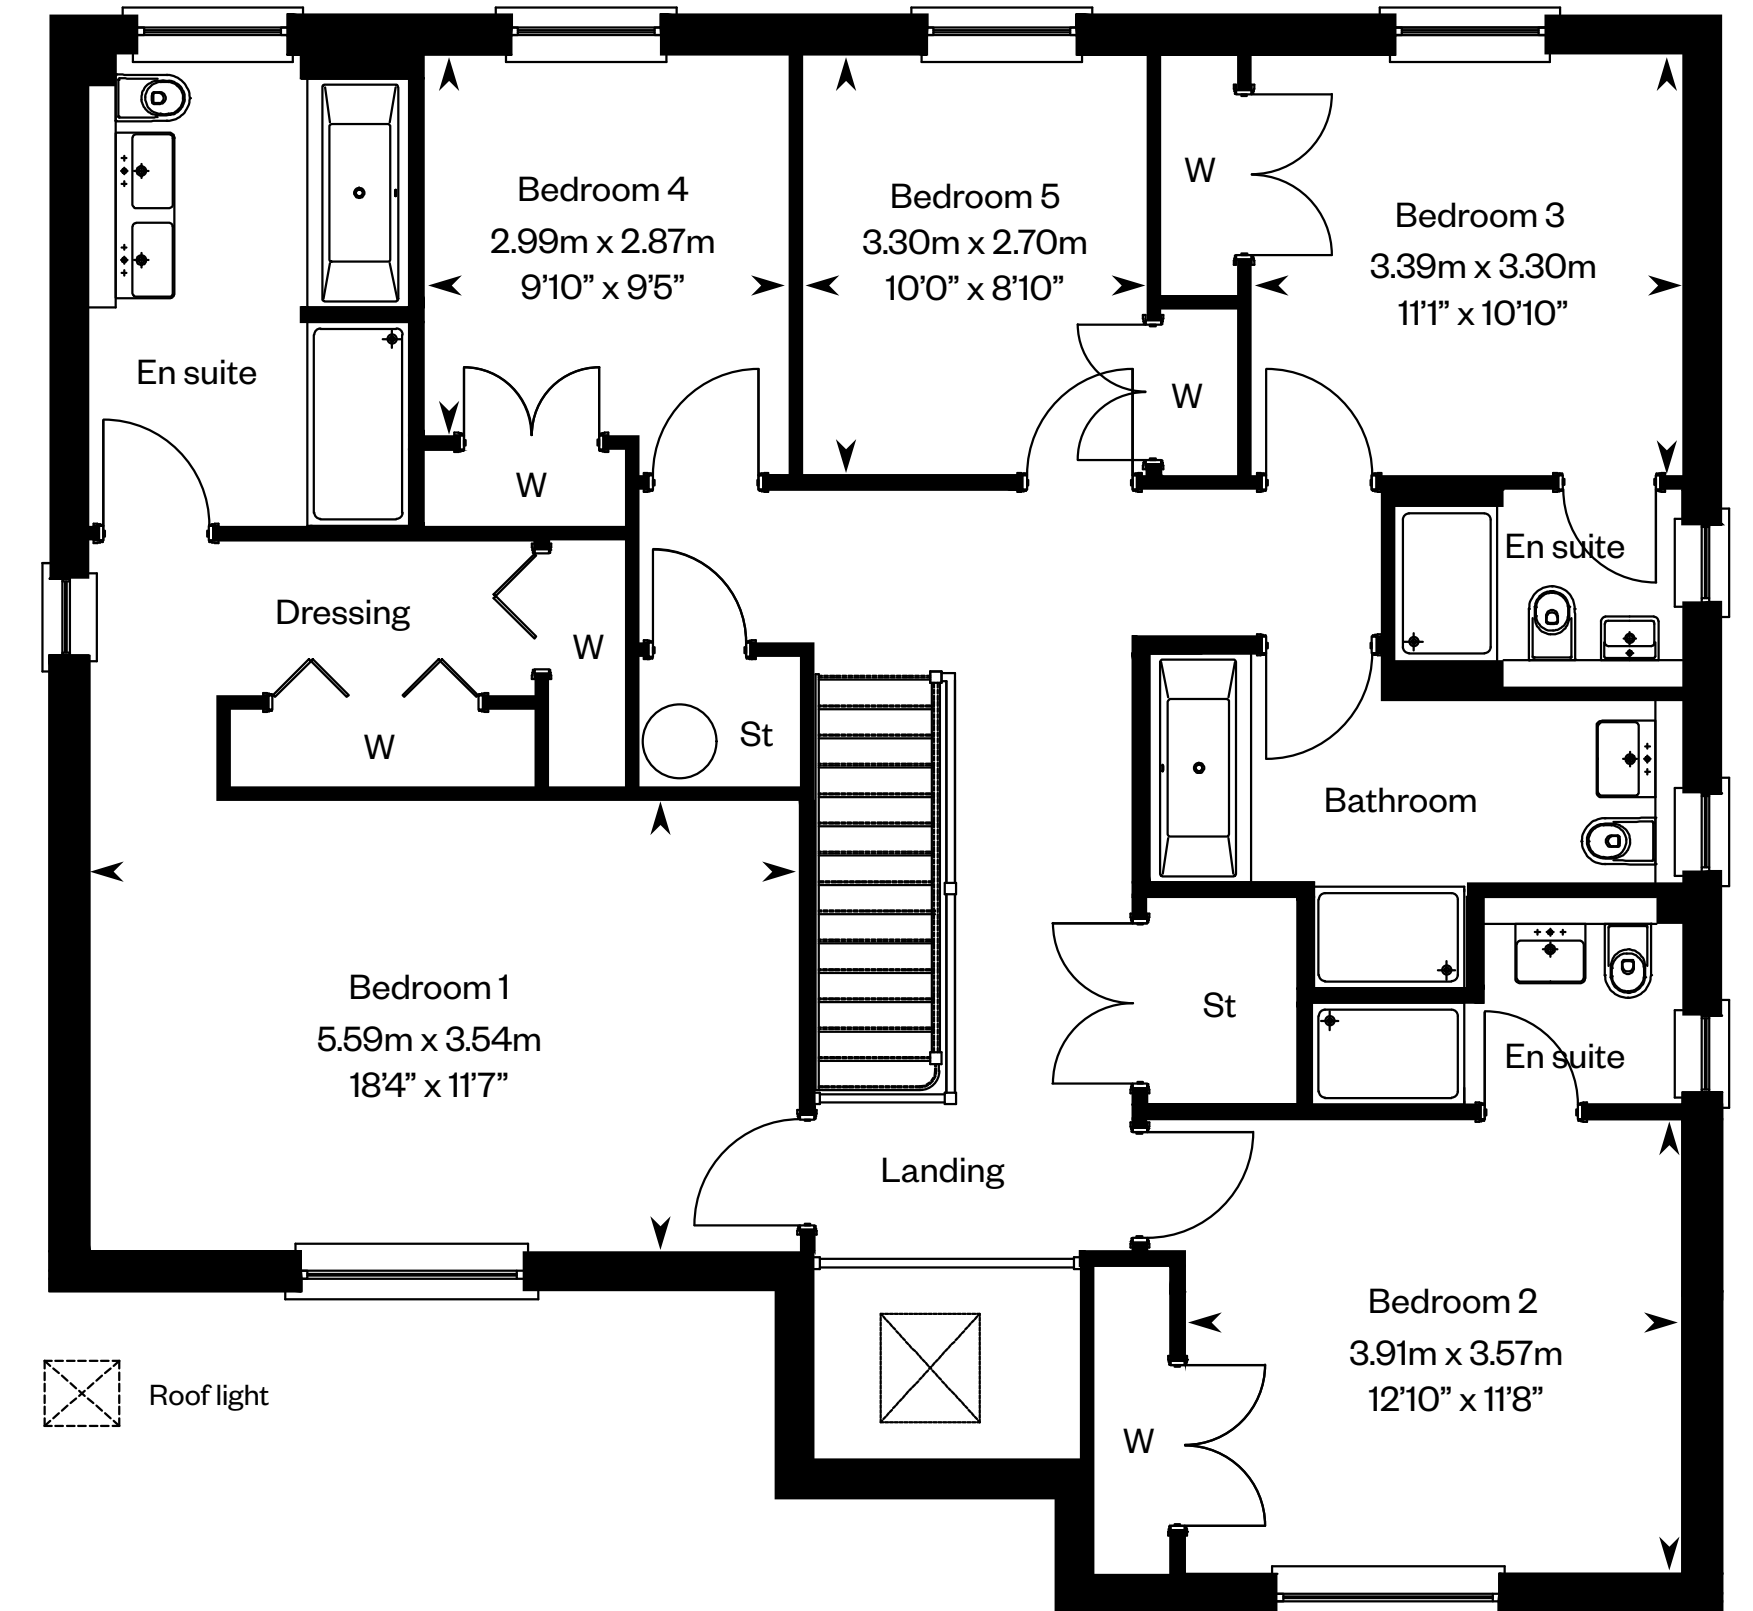 Bedroom 4
2.99m x 2.87m
9’10” x 9’5”
Bedroom 5
3.30m x 2.70m
10’0” x 8’10”
W
Bedroom 3
3.39m x 3.30m
11’1” x 10’10”
En suite
W
W
En suite
Dressing
W
W
St
Bathroom
Bedroom 1
5.59m x 3.54m
18’4” x 11’7”
St
En suite
Landing
Bedroom 2
3.91m x 3.57m
12’10” x 11’8”
W
Roof light